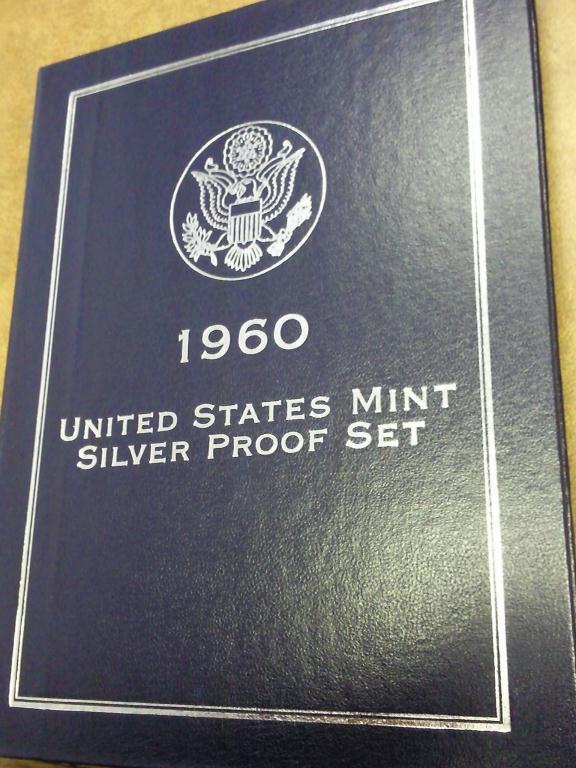 1960
United States Mint
Silver Proof Set